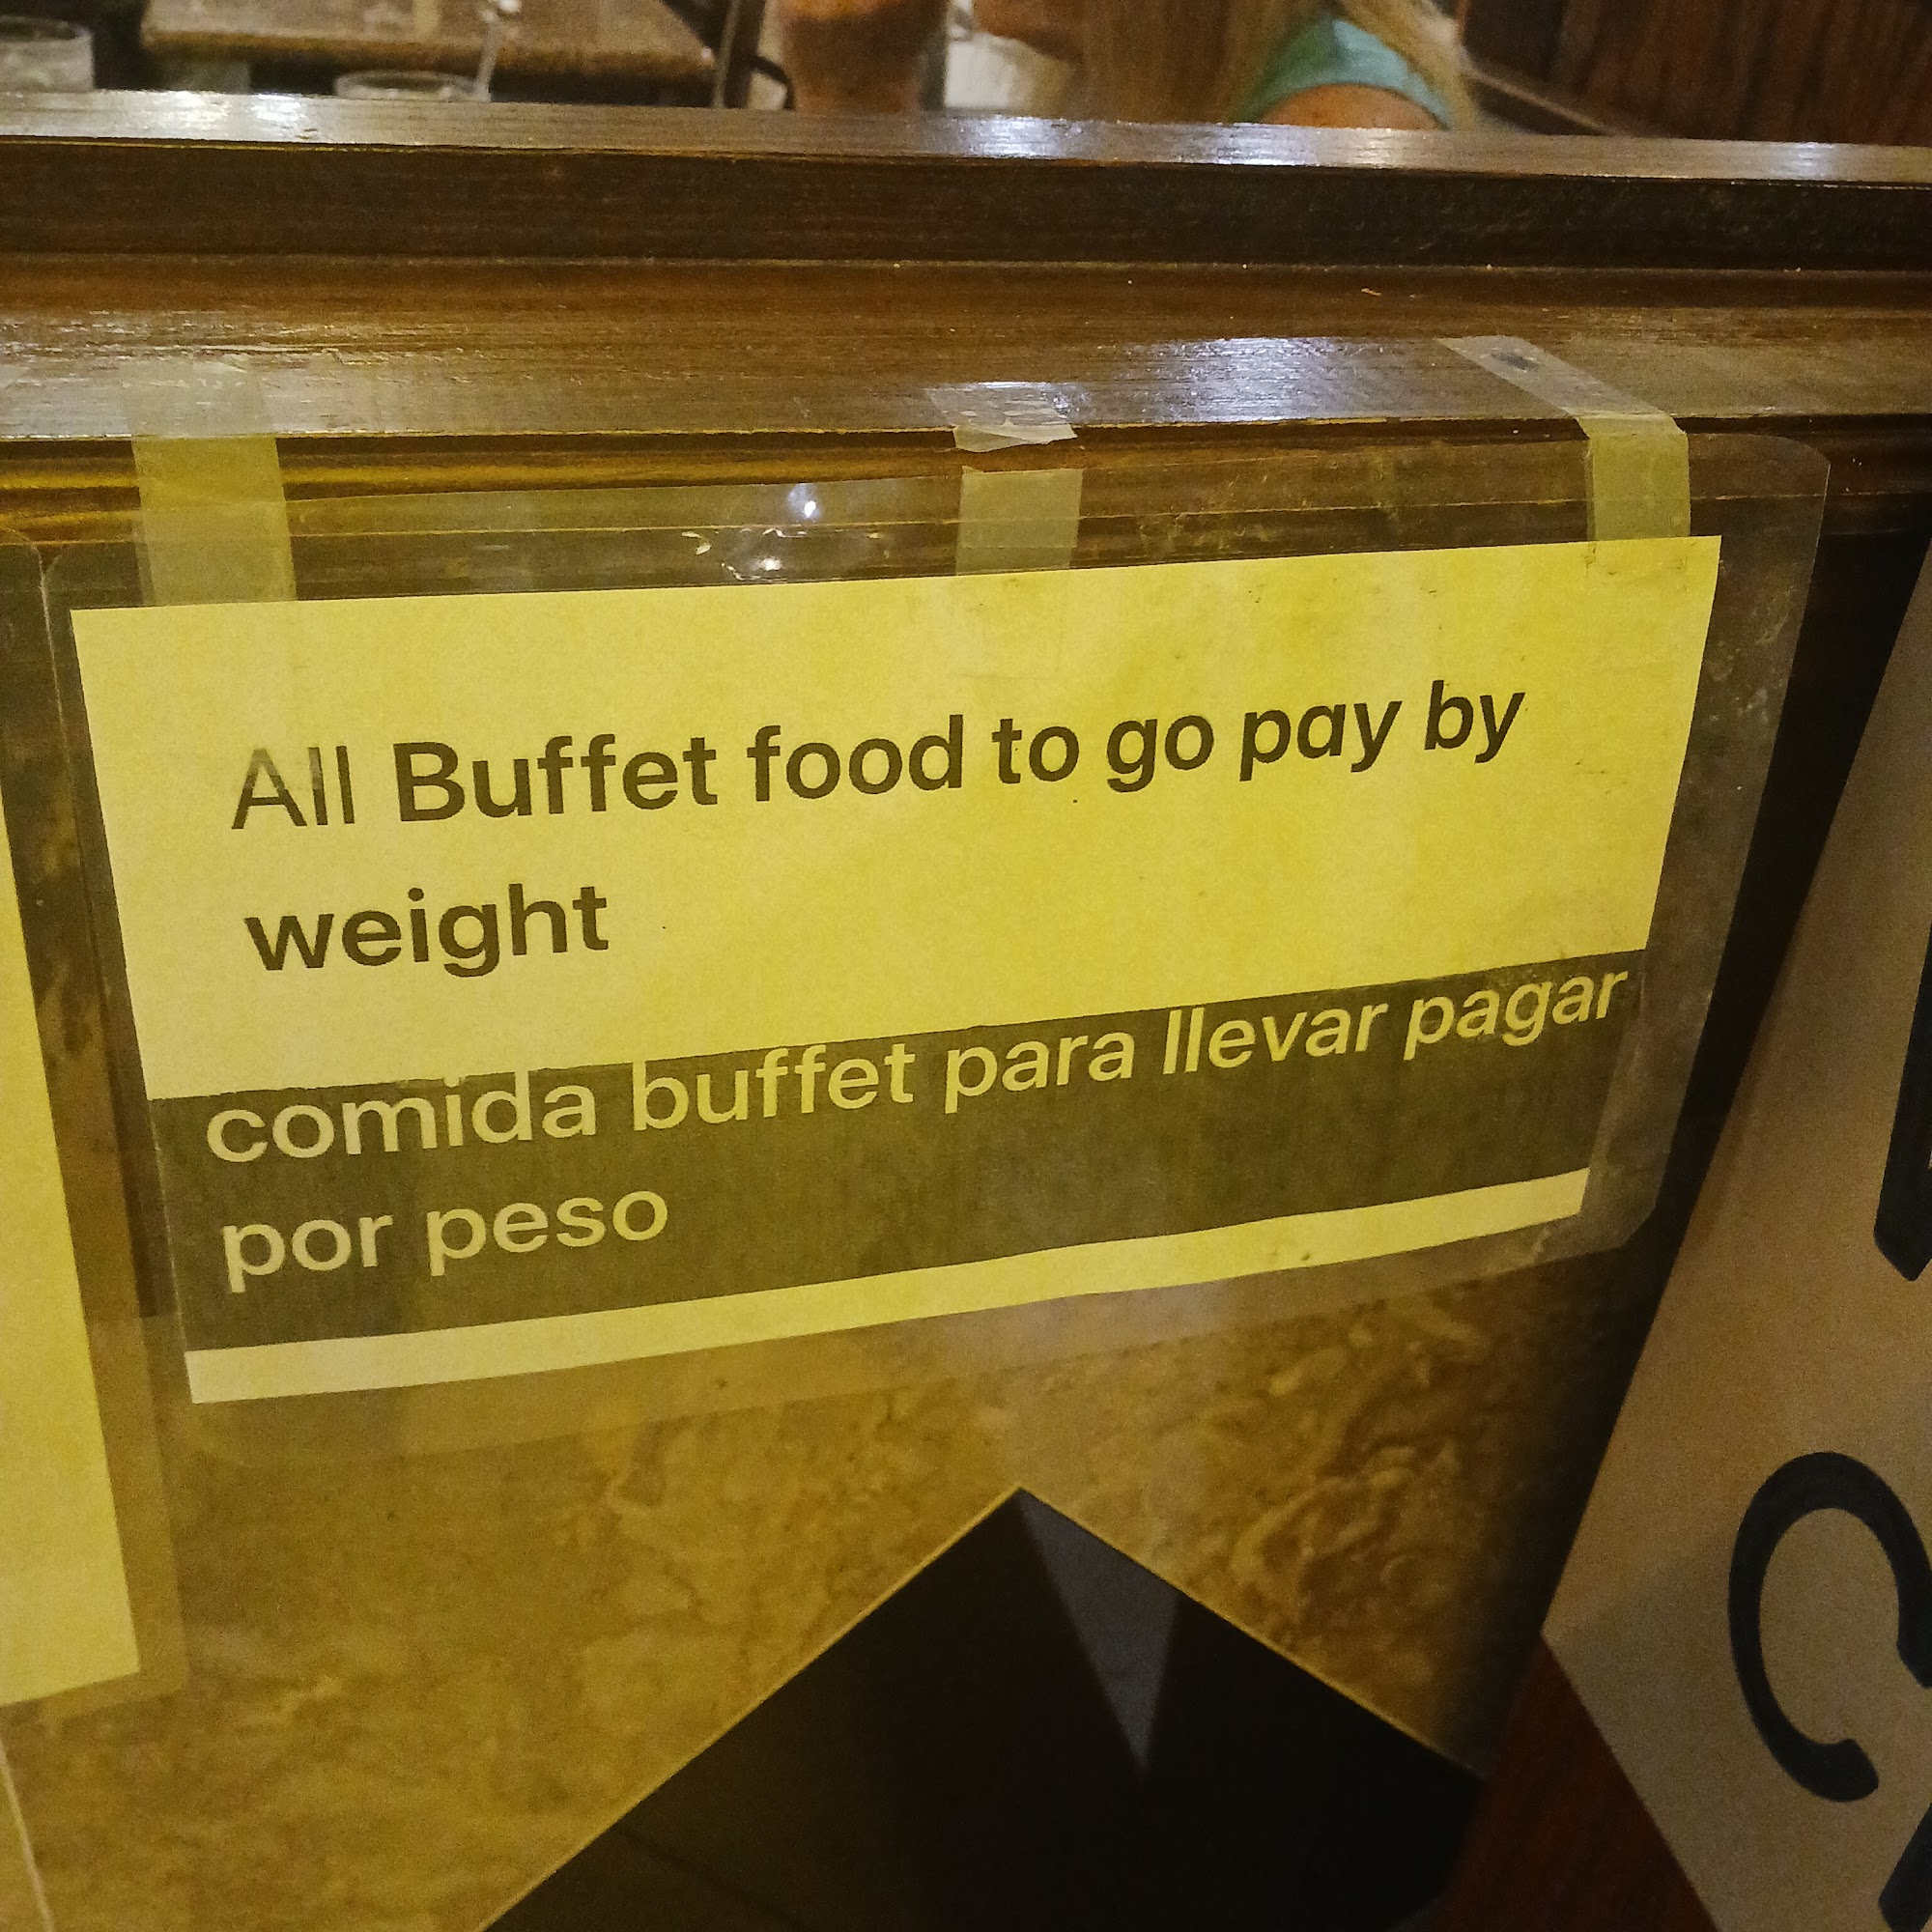 All Buffet food to go pay by
weight
comida buffet para llevar pagar
por peso